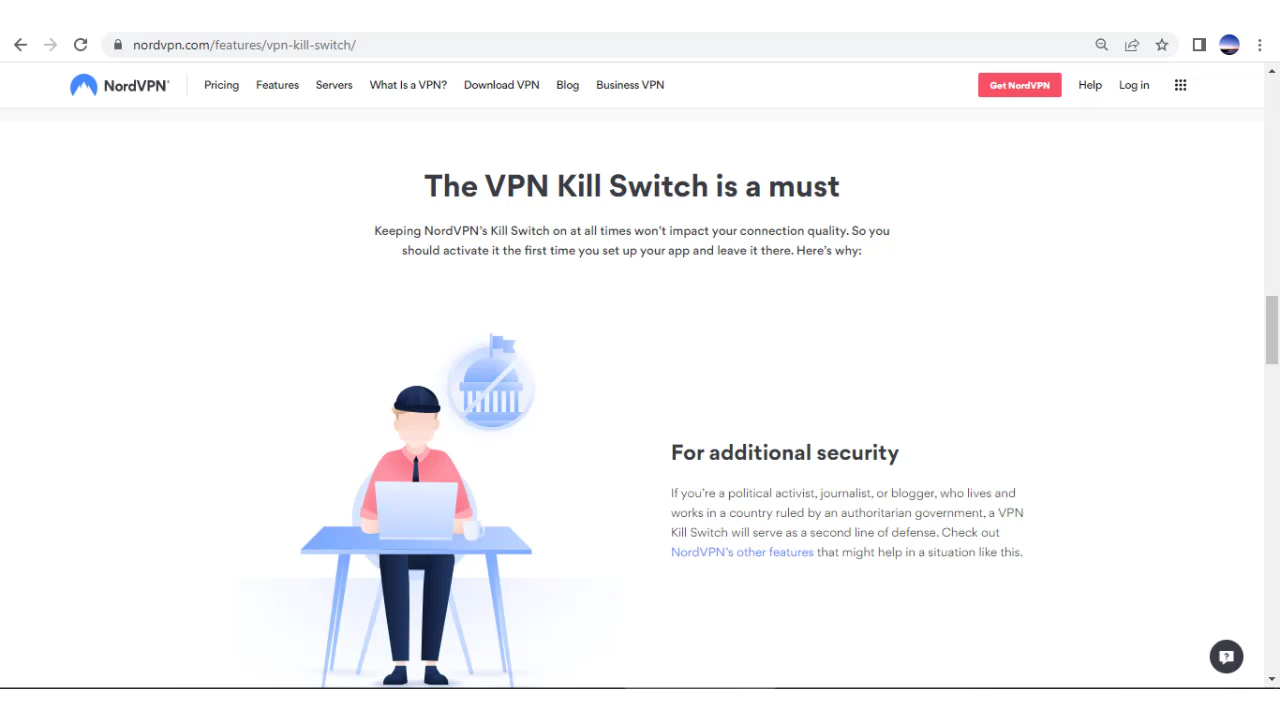 nordvpn.com/features/vpn-kill-switch/
NordVPN® Pricing Features Servers What Is a VPN? Download VPN Blog Business VPN Get NordVPN Help Log in
The VPN Kill Switch is a must
Keeping NordVPN's Kill Switch on at all times won't impact your connection quality. So you
should activate it the first time you set up your app and leave it there. Here's why:
For additional security
If you're a political activist, journalist, or blogger, who lives and
works in a country ruled by an authoritarian government, a VPN
Kill Switch will serve as a second line of defense. Check out
NordVPN's other features that might help in a situation like this.
?